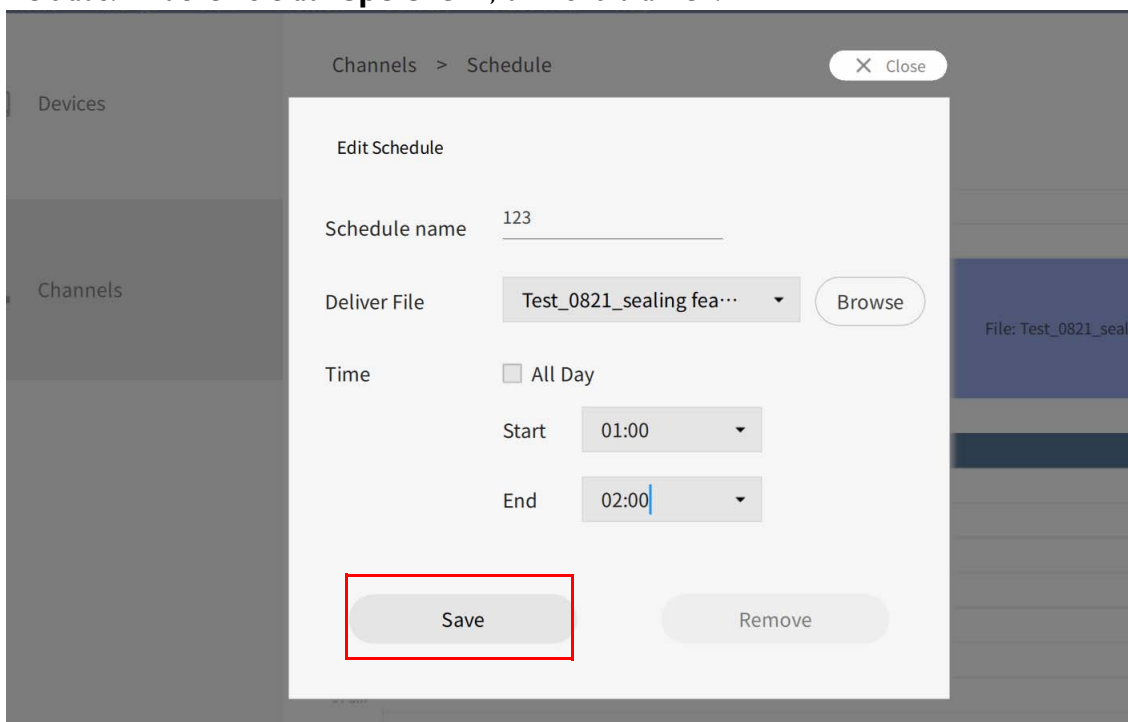 Channels > Schedule
Close
Devices
Edit Schedule
Schedule name
123
Channels
Deliver File
Test_0821_sealing fea···
Browse
File: Test_0821_seal
Time
All Day
Start
01:00
End
02:00
Save
Remove